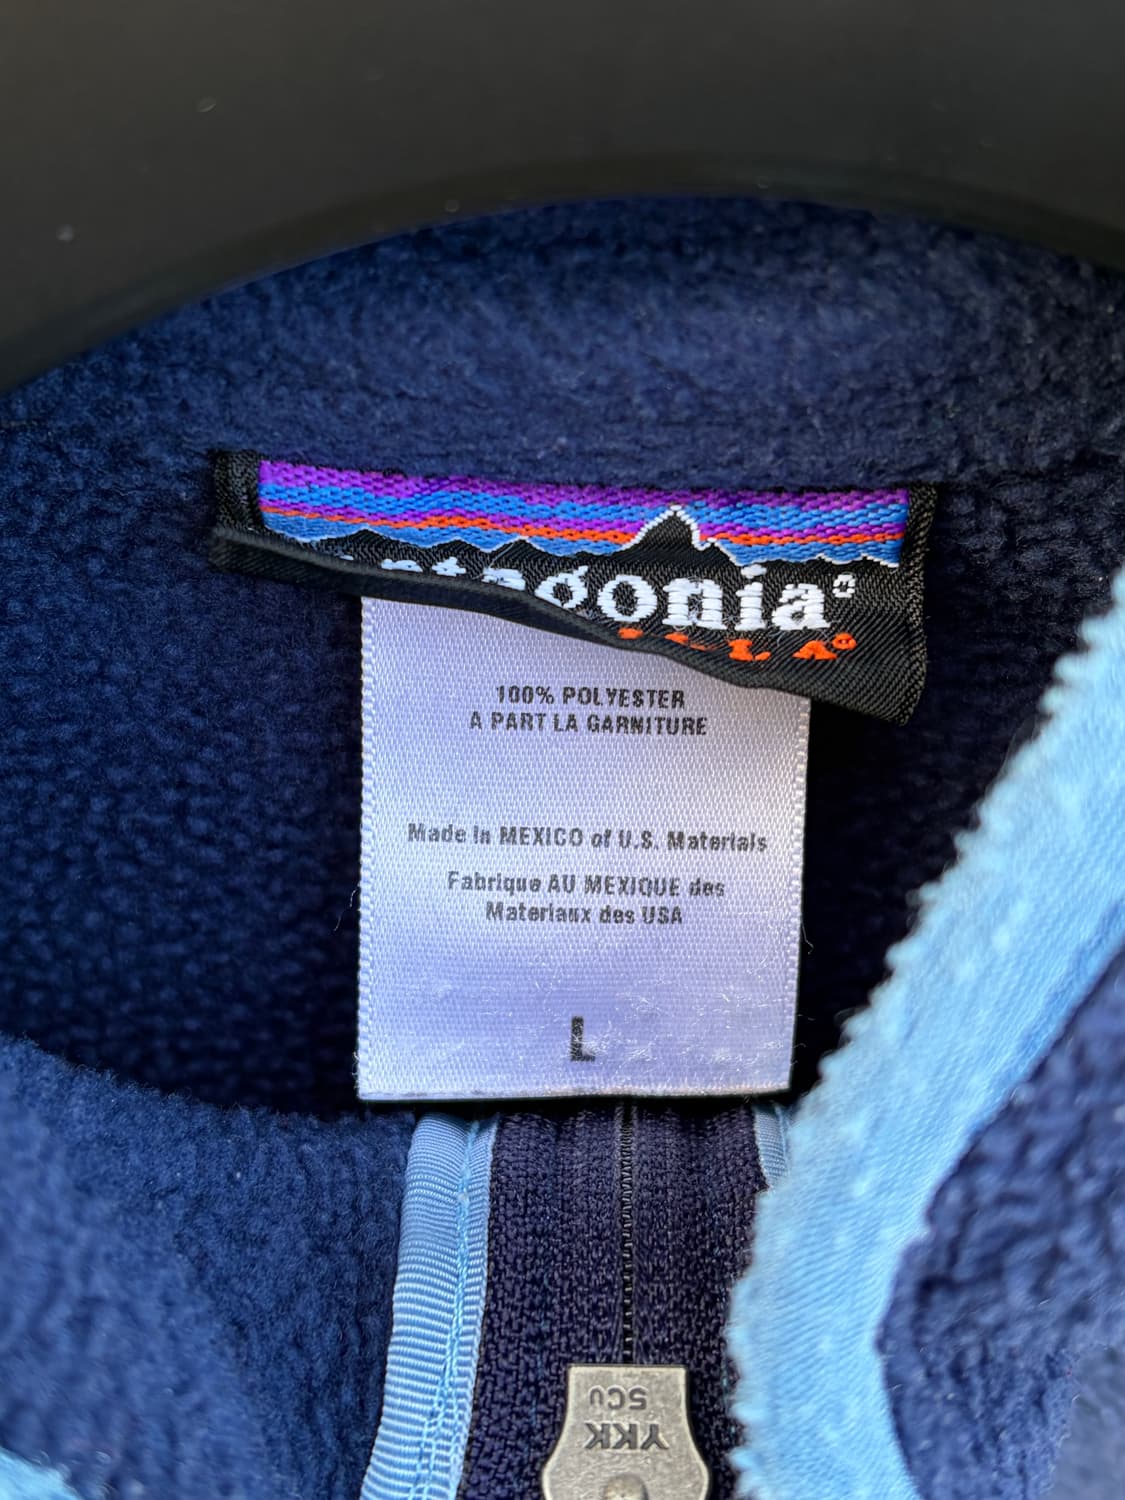 patagonia®
100% POLYESTER
A PART LA GARNITURE
Made in MEXICO of U.S. Materials
Fabrique AU MEXIQUE des
Materiaux des USA
L
YKK
5C